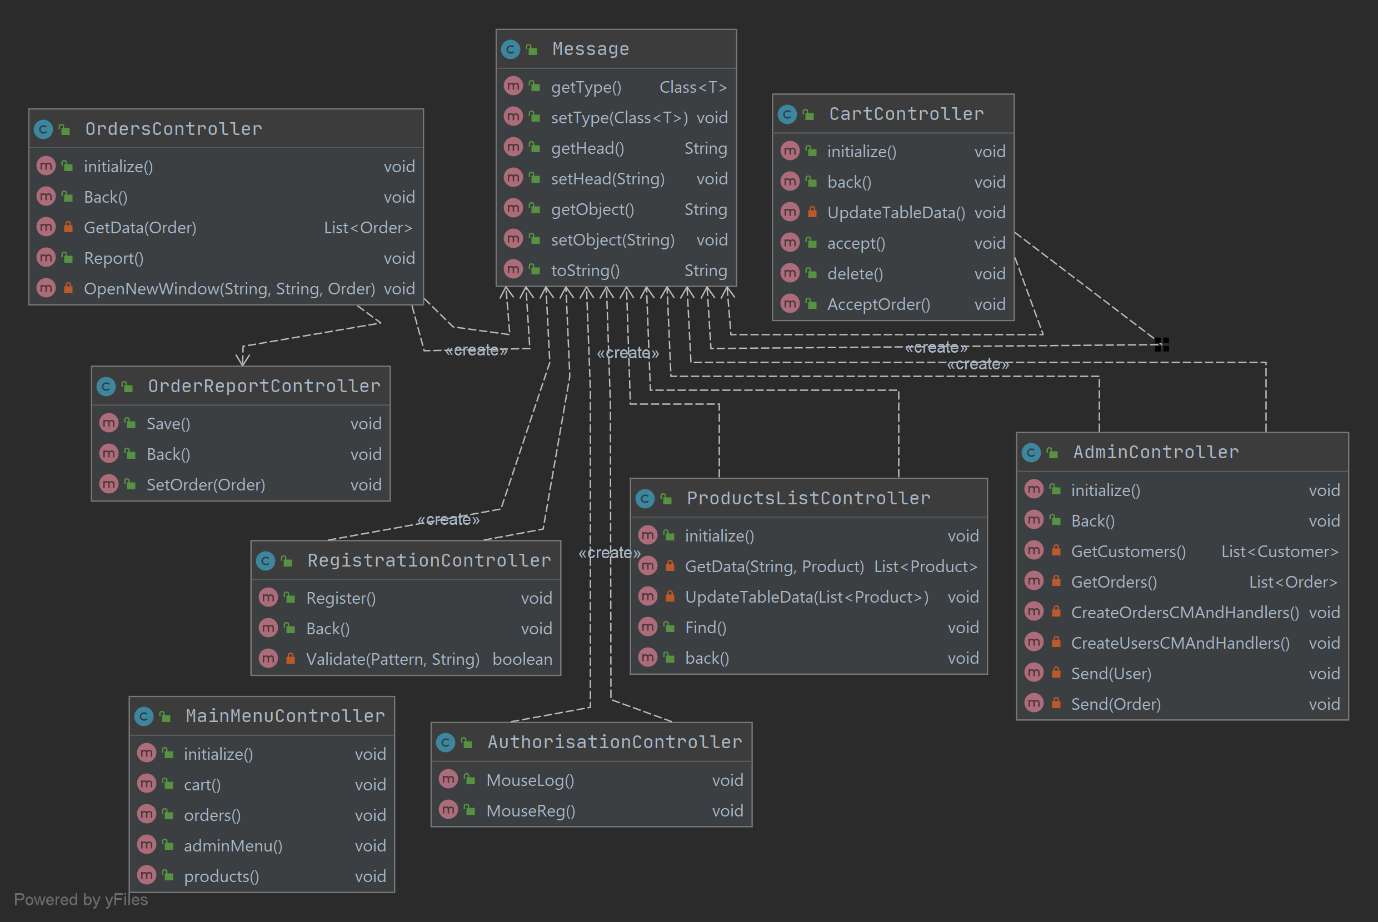 Message
getType() Class<T>
setType(Class<T>) void
getHead() String
setHead(String) void
getObject() String
setObject(String) void
toString() String
OrdersController
initialize() void
Back() void
GetData(Order) List<Order>
Report() void
OpenNewWindow(String, String, Order) void
CartController
initialize() void
back() void
UpdateTableData() void
accept() void
delete() void
AcceptOrder() void
«create»
«create»
«create»
«create»
OrderReportController
Save() void
Back() void
SetOrder(Order) void
«create»
«create»
RegistrationController
Register() void
Back() void
Validate(Pattern, String) boolean
ProductsListController
initialize() void
GetData(String, Product) List<Product>
UpdateTableData(List<Product>) void
Find() void
back() void
AdminController
initialize() void
Back() void
GetCustomers() List<Customer>
GetOrders() List<Order>
CreateOrdersCMAndHandlers() void
CreateUsersCMAndHandlers() void
Send(User) void
Send(Order) void
MainMenuController
initialize() void
cart() void
orders() void
adminMenu() void
products() void
AuthorisationController
MouseLog() void
MouseReg() void
Powered by yFiles